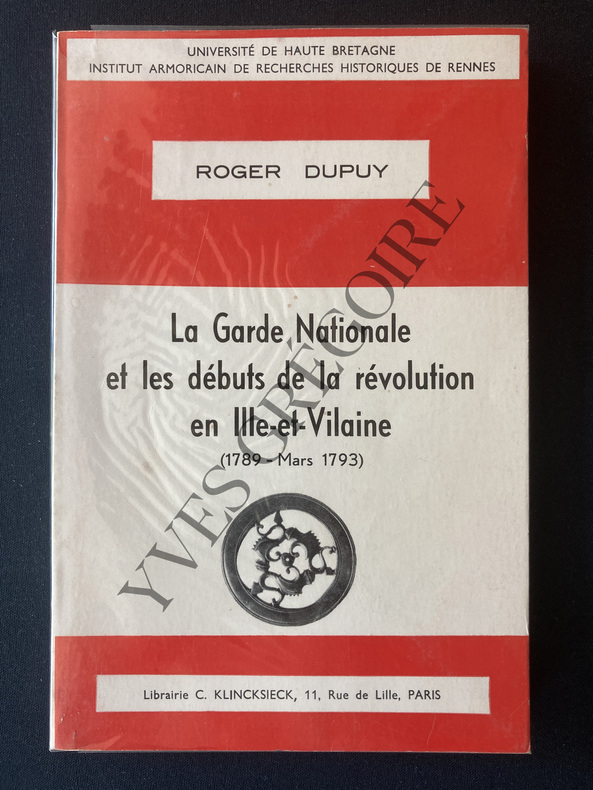 UNIVERSITÉ DE HAUTE BRETAGNE
INSTITUT ARMORICAIN DE RECHERCHES HISTORIQUES DE RENNES
ROGER DUPUY
La Garde Nationale
et les débuts de la révolution
en Ille-et-Vilaine
(1789 - Mars 1793)
Librairie C. KLINCKSIECK, 11, Rue de Lille, PARIS
YVES GRÉGOIRE